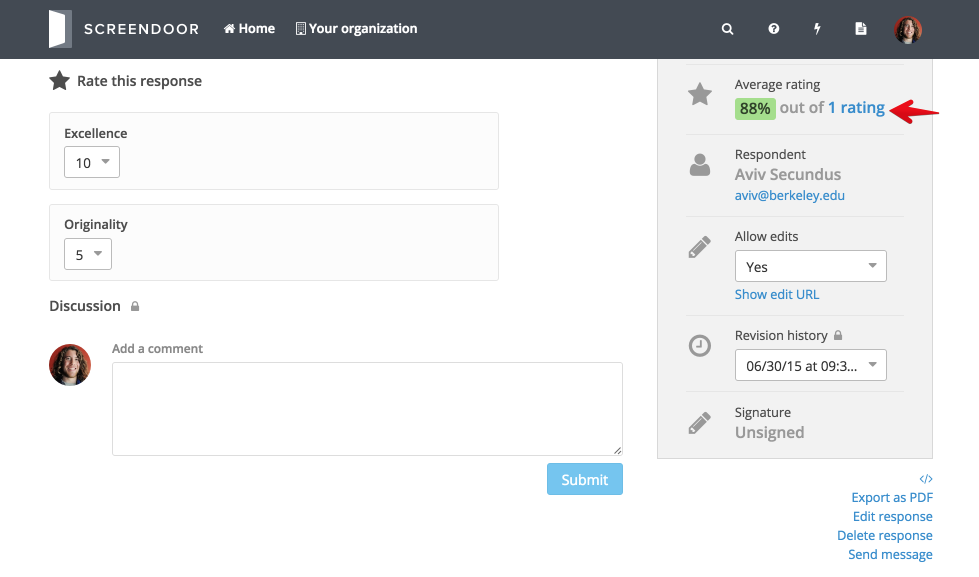 SCREENDOOR Home Your organization
Rate this response
Excellence
10
Originality
5
Discussion
Add a comment
Submit
Average rating
88% out of 1 rating
Respondent
Aviv Secundus
aviv@berkeley.edu
Allow edits
Yes
Show edit URL
Revision history
06/30/15 at 09:3...
Signature
Unsigned
</>
Export as PDF
Edit response
Delete response
Send message